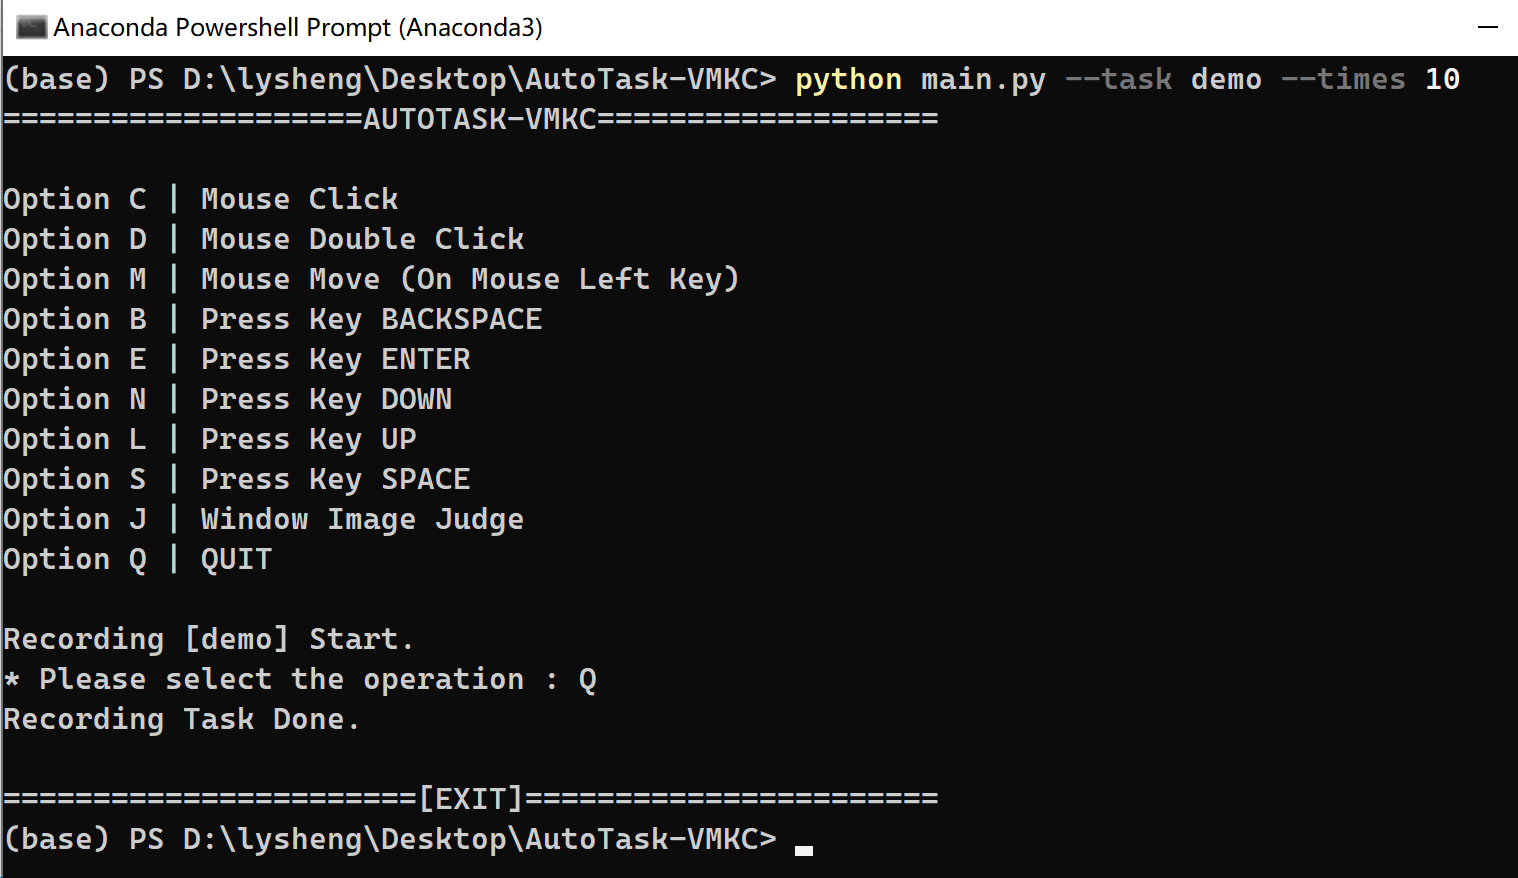 Anaconda Powershell Prompt (Anaconda3)
(base) PS D:\lysheng\Desktop\AutoTask-VMKC> python main.py --task demo --times 10
====================AUTOTASK-VMKC===================
Option C | Mouse Click
Option D | Mouse Double Click
Option M | Mouse Move (On Mouse Left Key)
Option B | Press Key BACKSPACE
Option E | Press Key ENTER
Option N | Press Key DOWN
Option L | Press Key UP
Option S | Press Key SPACE
Option J | Window Image Judge
Option Q | QUIT
Recording [demo] Start.
* Please select the operation : Q
Recording Task Done.
=======================[EXIT]=======================
(base) PS D:\lysheng\Desktop\AutoTask-VMKC>